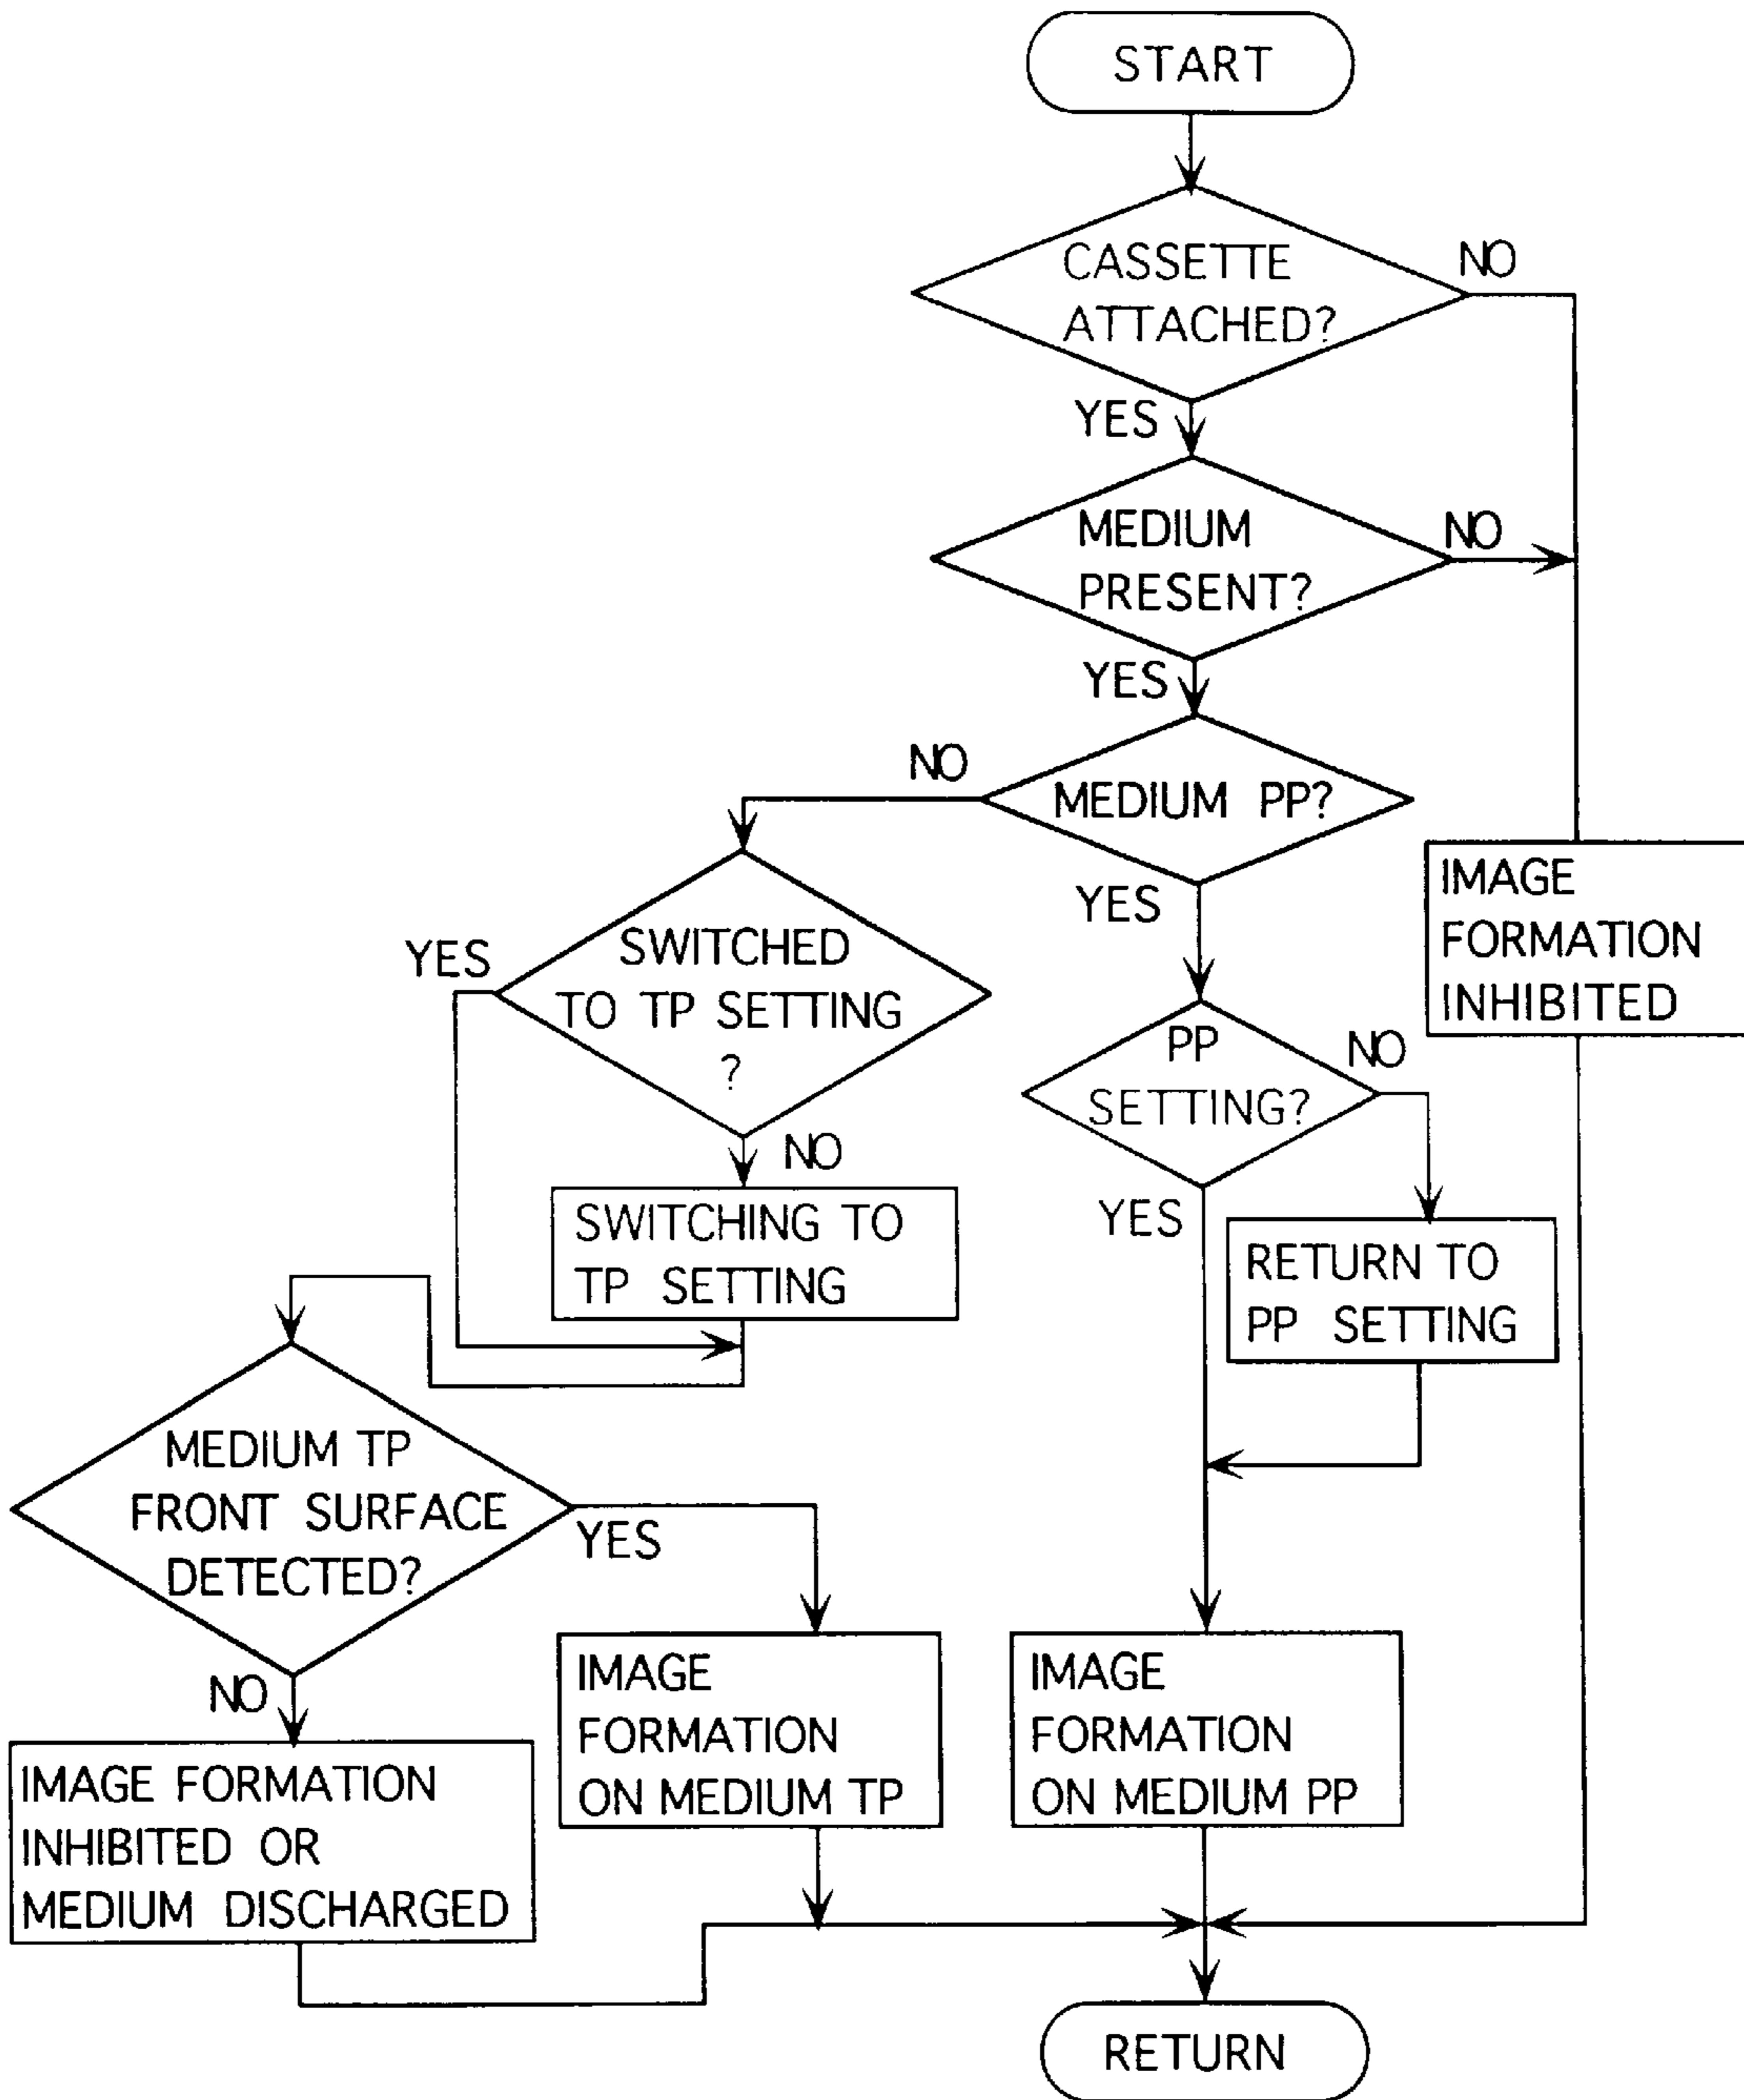 START
CASSETTE
ATTACHED?
NO
YES
MEDIUM
PRESENT?
NO
YES
MEDIUM PP?
NO
YES
IMAGE
FORMATION
INHIBITED
SWITCHED
TO TP SETTING
?
YES
NO
PP
SETTING?
NO
YES
SWITCHING TO
TP SETTING
RETURN TO
PP SETTING
MEDIUM TP
FRONT SURFACE
DETECTED?
YES
NO
IMAGE
FORMATION
ON MEDIUM TP
IMAGE
FORMATION
ON MEDIUM PP
IMAGE FORMATION
INHIBITED OR
MEDIUM DISCHARGED
RETURN